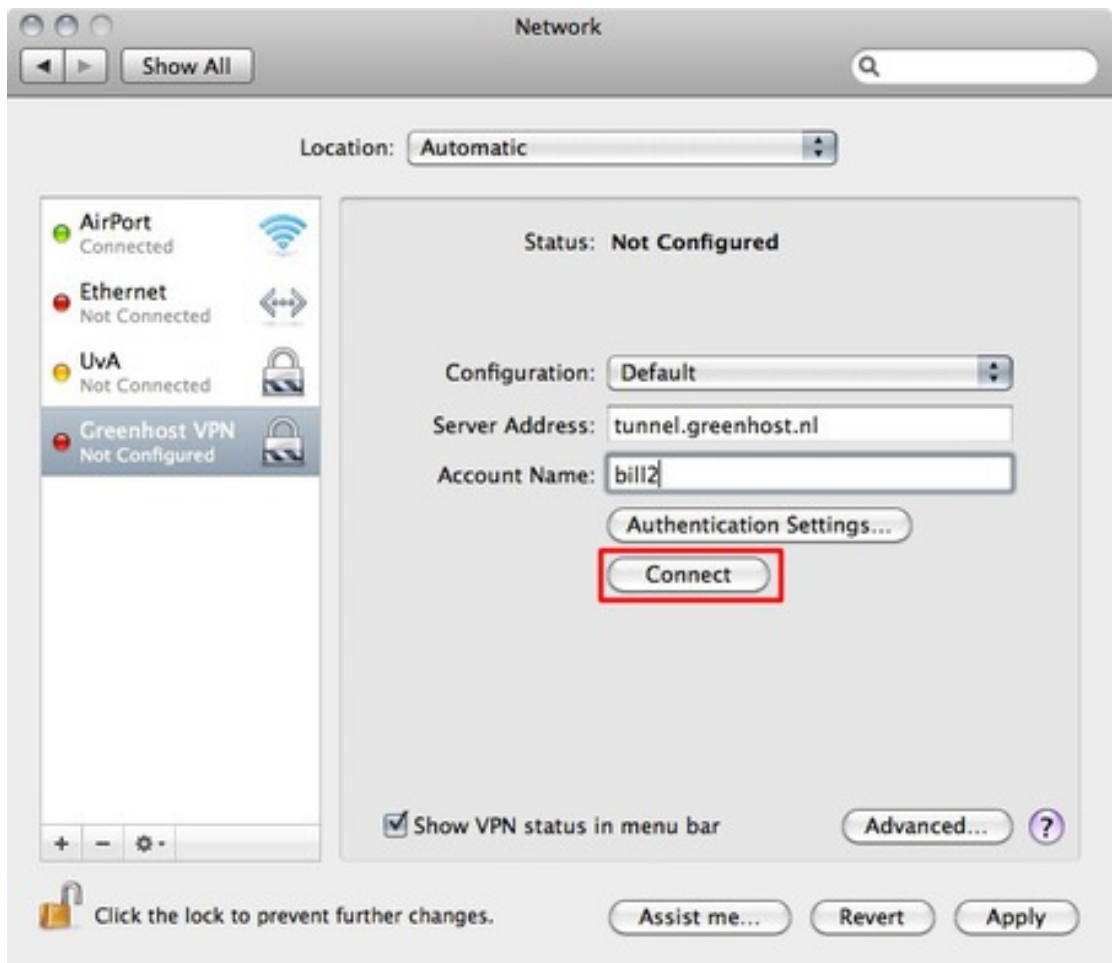 Network
Show All
Location: Automatic
AirPort
Connected
Ethernet
Not Connected
UvA
Not Connected
Greenhost VPN
Not Configured
Status: Not Configured
Configuration: Default
Server Address: tunnel.greenhost.nl
Account Name: bill2
Authentication Settings...
Connect
Show VPN status in menu bar
Advanced... ?
+ −
Click the lock to prevent further changes.
Assist me... Revert Apply